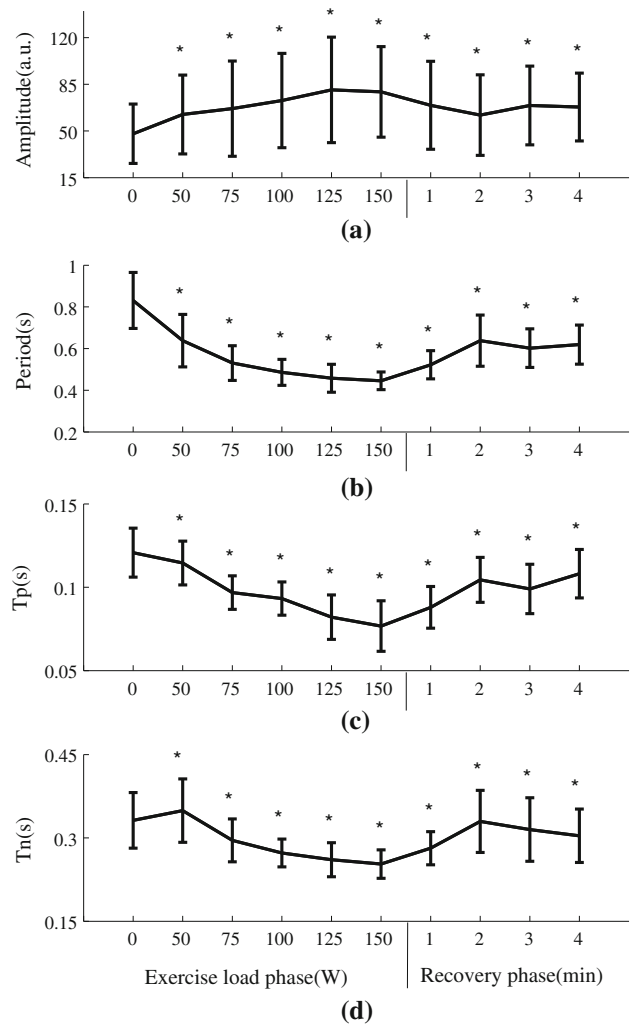 Amplitude(a.u.)
120
85
50
15
* * * * * * * * *
0 50 75 100 125 150 1 2 3 4
(a)
Period(s)
1
0.8
0.6
0.4
0.2
* * * * * * * * *
0 50 75 100 125 150 1 2 3 4
(b)
Tp(s)
0.15
0.1
0.05
* * * * * * * * *
0 50 75 100 125 150 1 2 3 4
(c)
Tn(s)
0.45
0.3
0.15
* * * * * * * * *
0 50 75 100 125 150 1 2 3 4
Exercise load phase(W) Recovery phase(min)
(d)